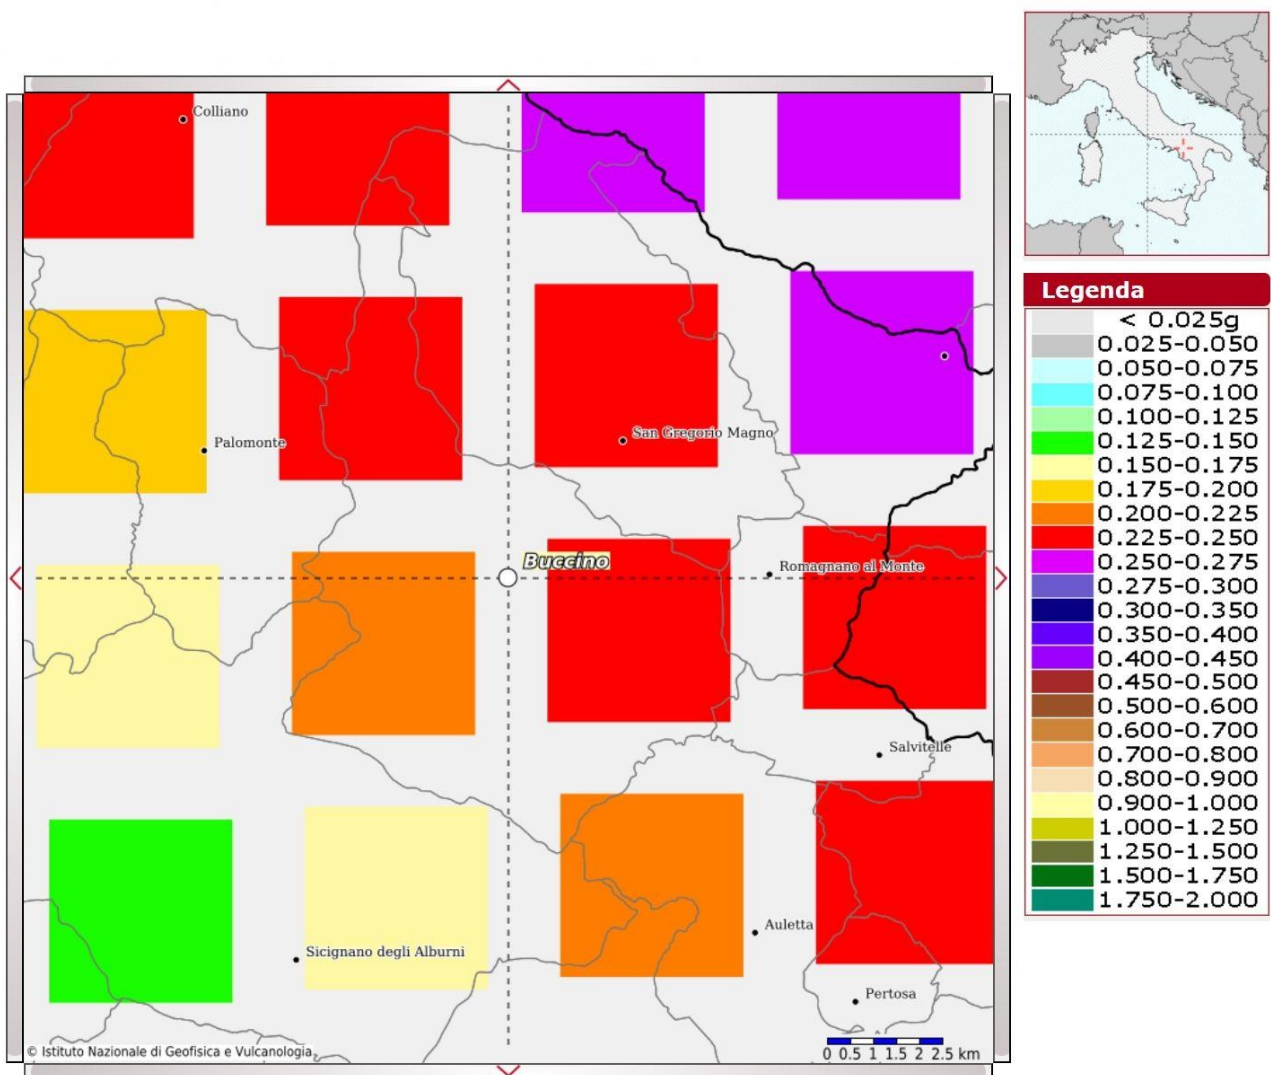 Colliano
Palomonte
San Gregorio Magno
Buccino
Romagnano al Monte
Salvitelle
Auletta
Sicignano degli Alburni
Pertosa
© Istituto Nazionale di Geofisica e Vulcanologia
0 0.5 1 1.5 2 2.5 km
Legenda
< 0.025g
0.025-0.050
0.050-0.075
0.075-0.100
0.100-0.125
0.125-0.150
0.150-0.175
0.175-0.200
0.200-0.225
0.225-0.250
0.250-0.275
0.275-0.300
0.300-0.350
0.350-0.400
0.400-0.450
0.450-0.500
0.500-0.600
0.600-0.700
0.700-0.800
0.800-0.900
0.900-1.000
1.000-1.250
1.250-1.500
1.500-1.750
1.750-2.000